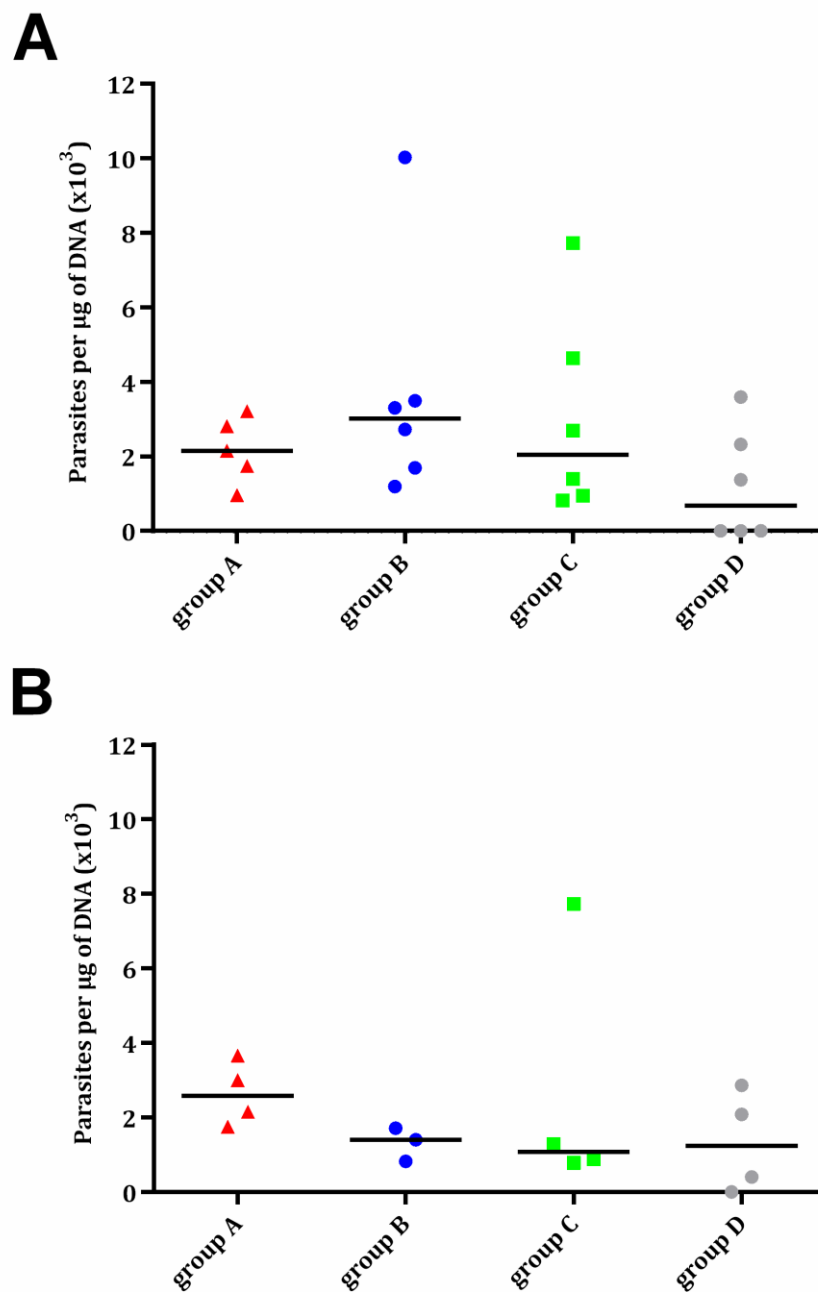 A
Parasites per µg of DNA (x10³)
12
10
8
6
4
2
0
group A
group B
group C
group D
B
Parasites per µg of DNA (x10³)
12
10
8
6
4
2
0
group A
group B
group C
group D